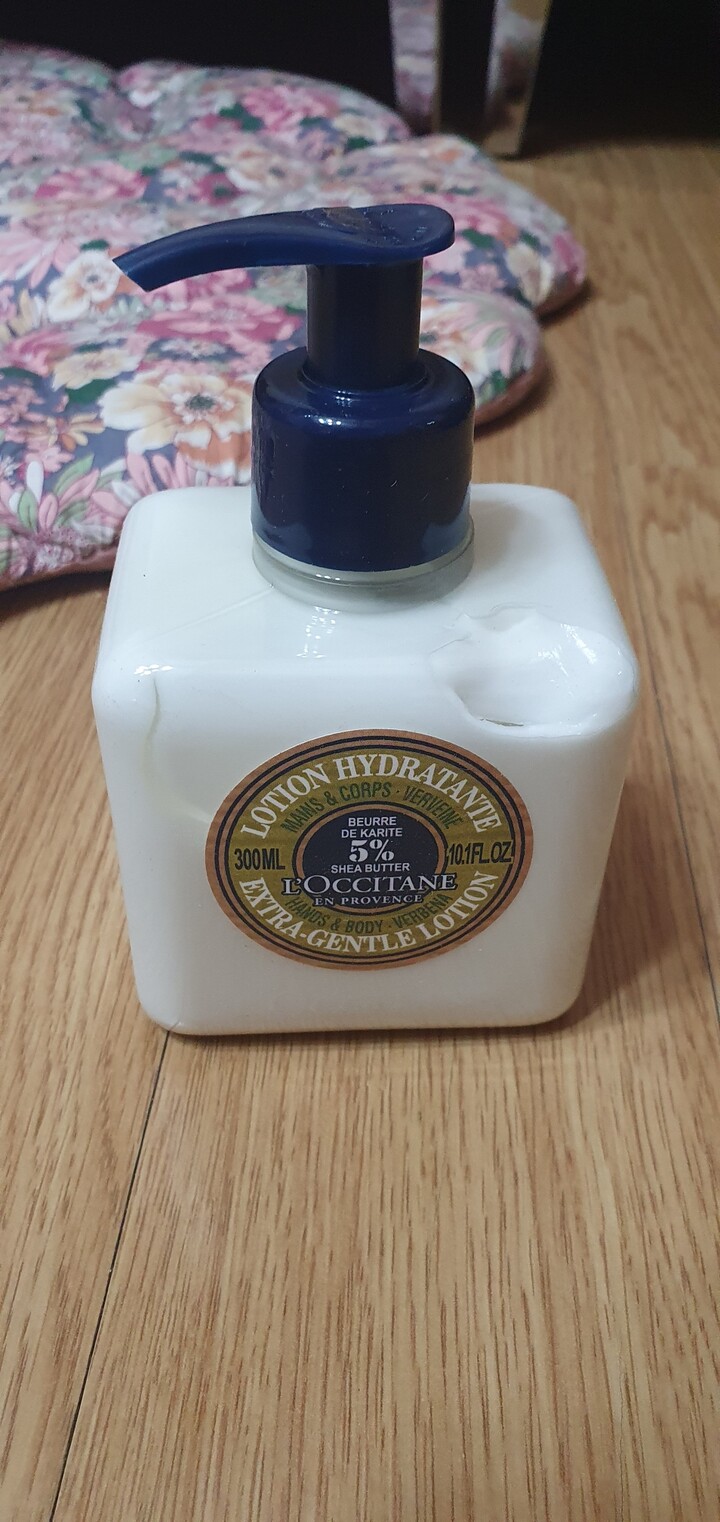 LOTION HYDRATANTE
MAINS & CORPS · VERVEINE
BEURRE
DE KARITE
5%
SHEA BUTTER
300ML
10.1FL.OZ
L'OCCITANE
EN PROVENCE
HANDS & BODY · VERBENA
EXTRA-GENTLE LOTION